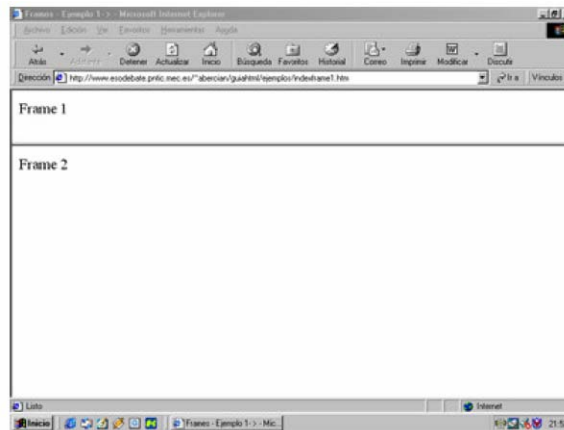 Frames - Ejemplo 1-> - Microsoft Internet Explorer
Archivo Edición Ver Favoritos Herramientas Ayuda
Atrás Adelante Detener Actualizar Inicio Búsqueda Favoritos Historial Correo Imprimir Modificar Discutir
Dirección http://www.esodebate.pntic.mec.es/~abercian/guiahtml/ejemplos/indexframe1.htm Ir a Vínculos
Frame 1
Frame 2
Listo Internet
Inicio Frames - Ejemplo 1-> - Mic... 21:5